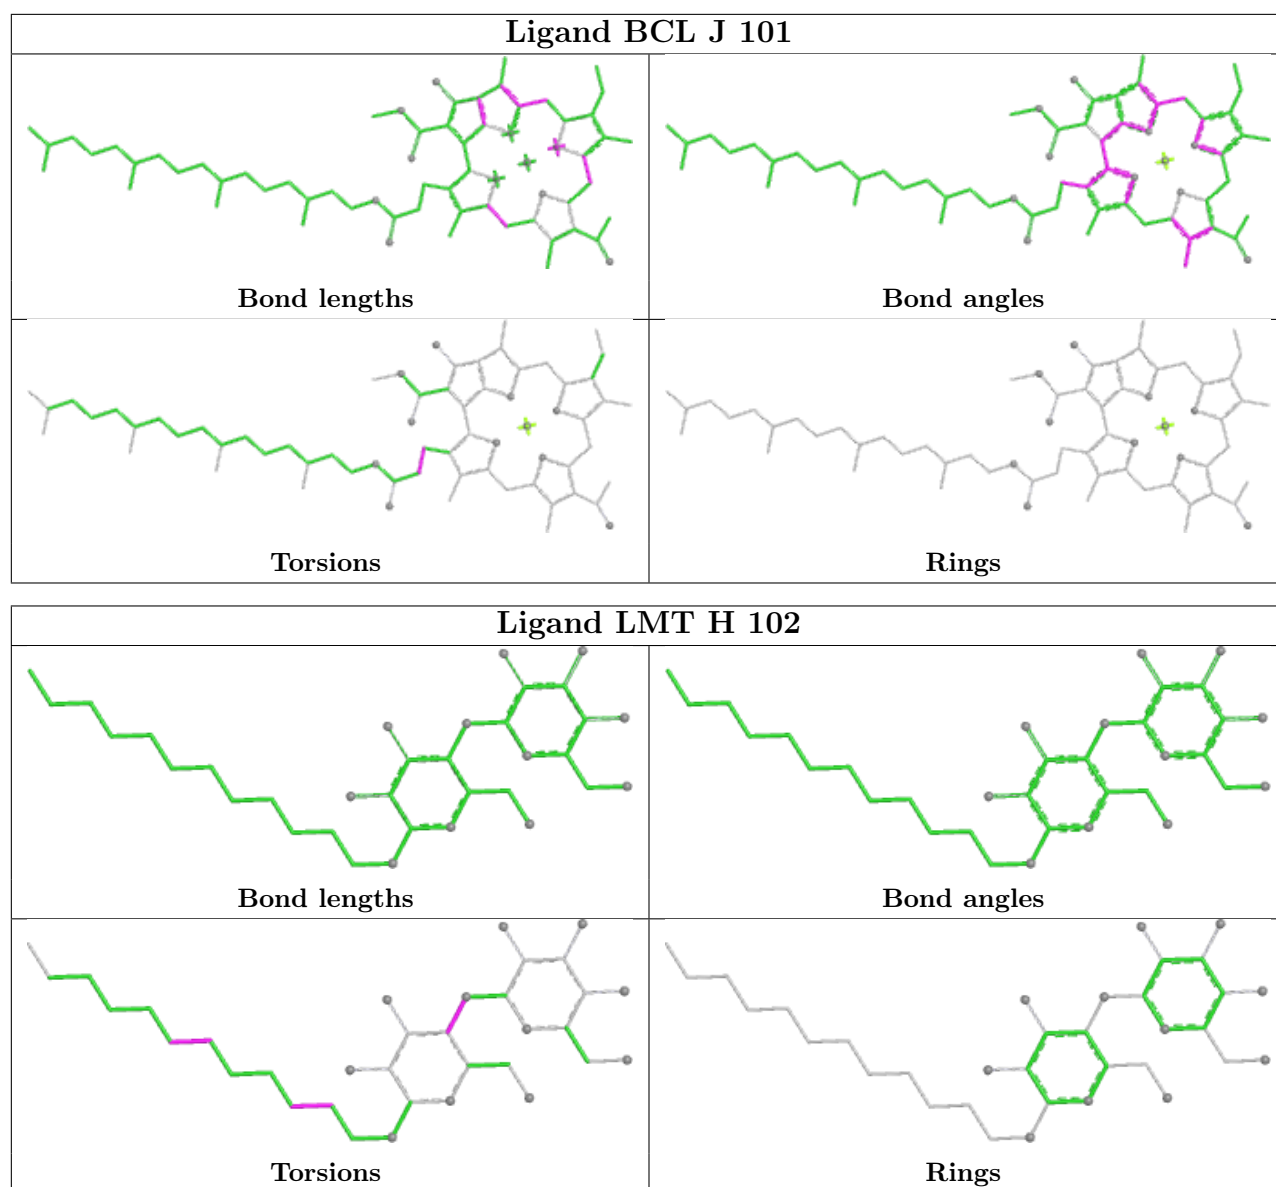 Ligand BCL J 101
Bond lengths
Bond angles
Torsions
Rings
Ligand LMT H 102
Bond lengths
Bond angles
Torsions
Rings